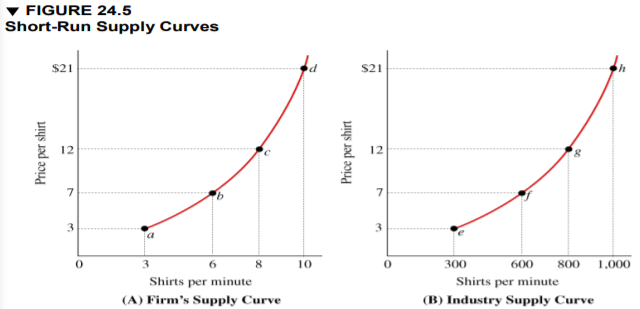 ▼ FIGURE 24.5
Short-Run Supply Curves
Price per shirt
$21
12
7
3
0
3
6
8
10
a
b
c
d
Shirts per minute
(A) Firm's Supply Curve
Price per shirt
$21
12
7
3
0
300
600
800
1,000
e
f
g
h
Shirts per minute
(B) Industry Supply Curve